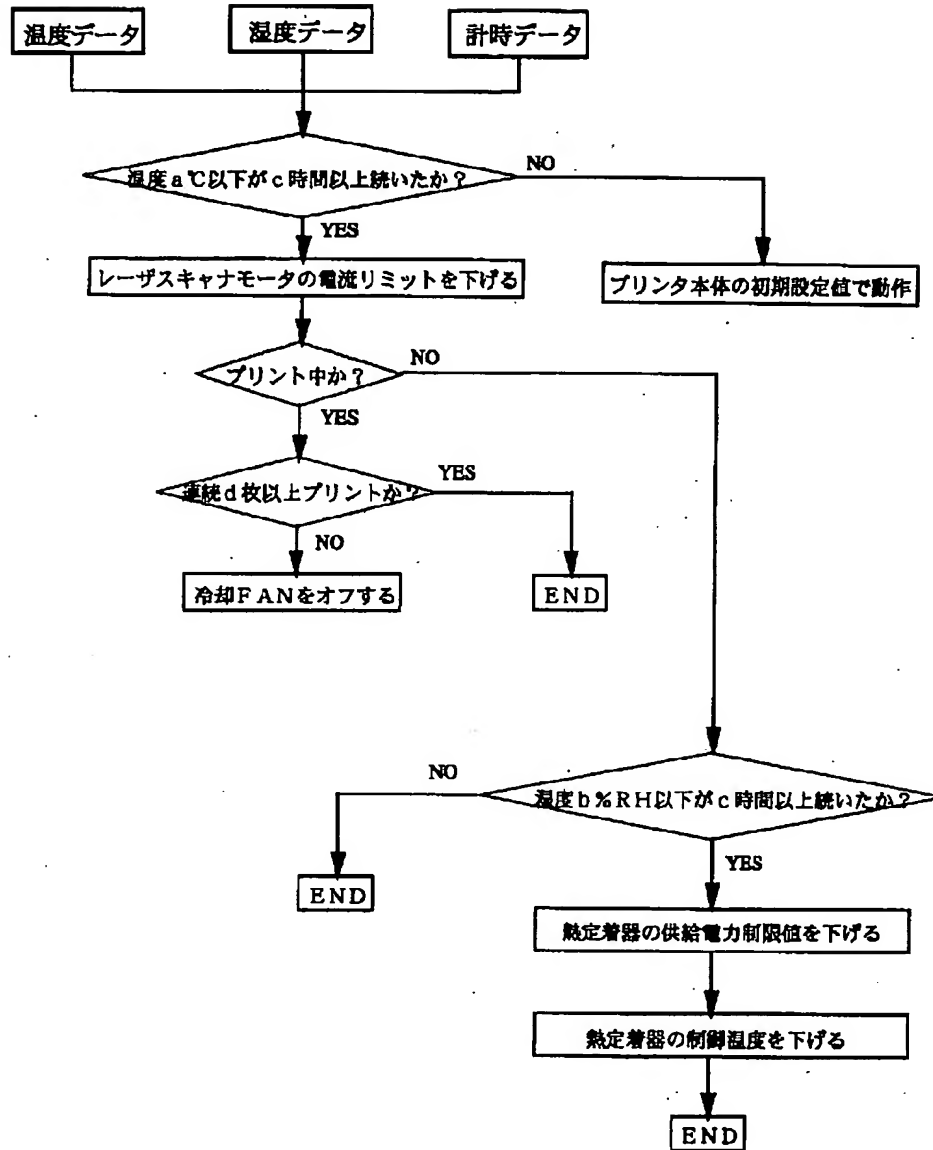 温度データ
湿度データ
計時データ
温度a℃以下がc時間以上続いたか？
NO
YES
レーザスキャナモータの電流リミットを下げる
プリンタ本体の初期設定値で動作
プリント中か？
NO
YES
連続d枚以上プリントか？
YES
NO
冷却FANをオフする
END
湿度b%RH以下がc時間以上続いたか？
NO
YES
END
熱定着器の供給電力制限値を下げる
熱定着器の制御温度を下げる
END